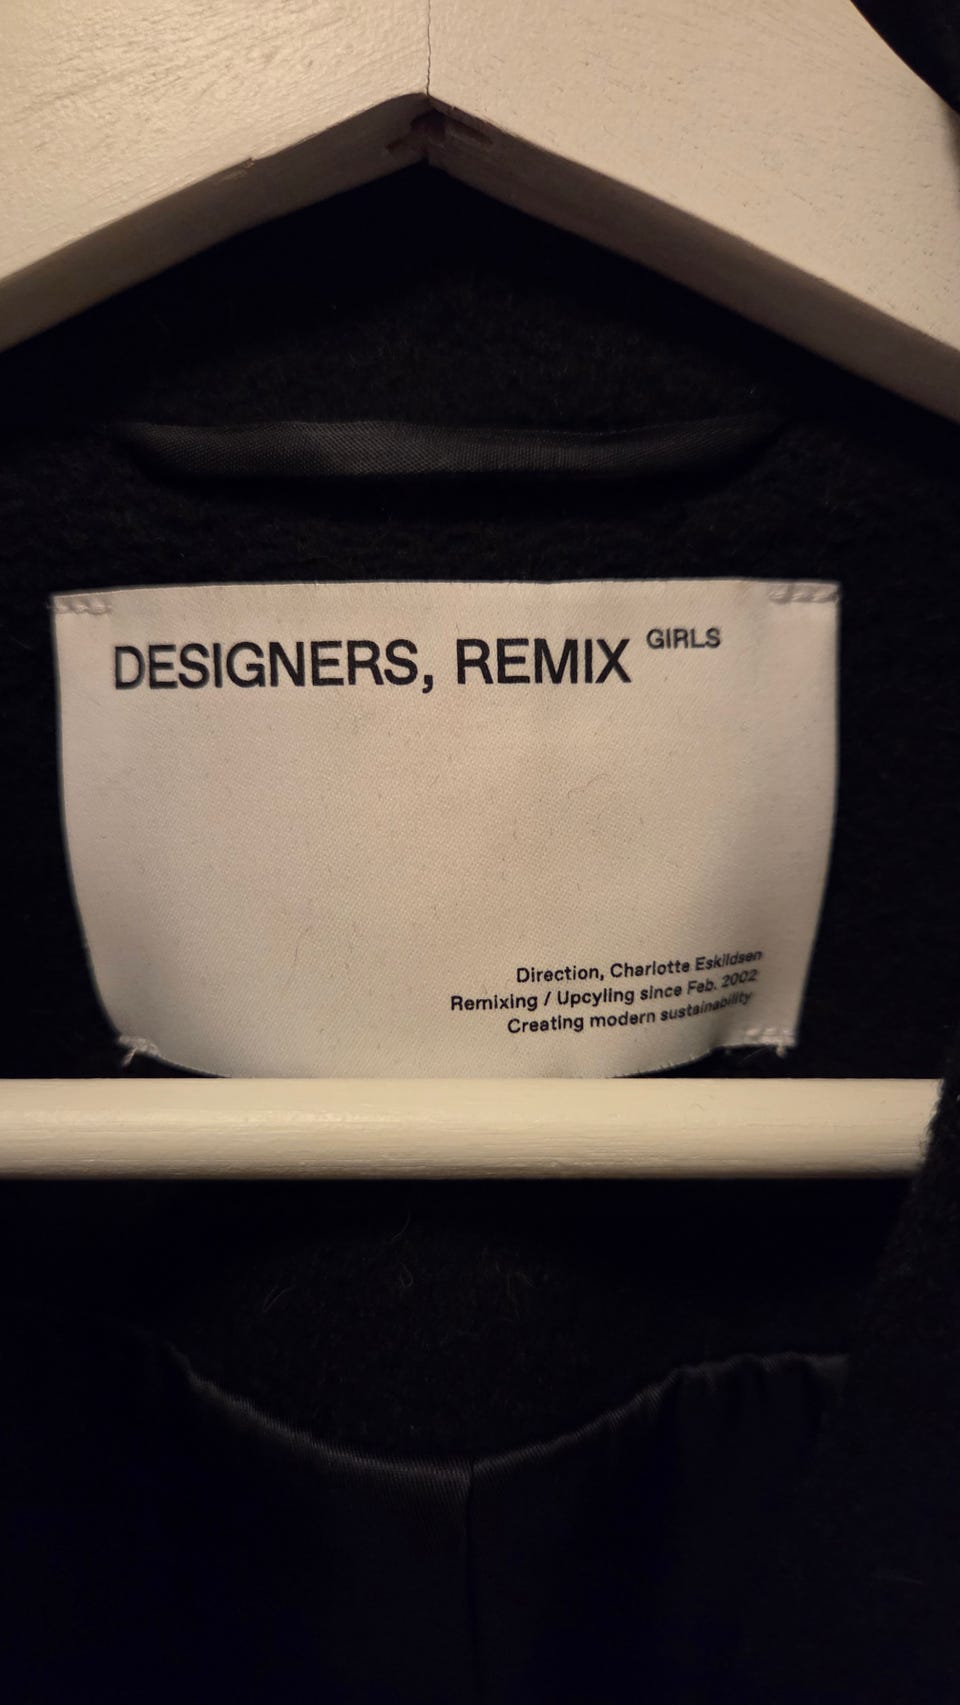 DESIGNERS, REMIX GIRLS
Direction, Charlotte Eskildsen
Remixing / Upcyling since Feb. 2002
Creating modern sustainability